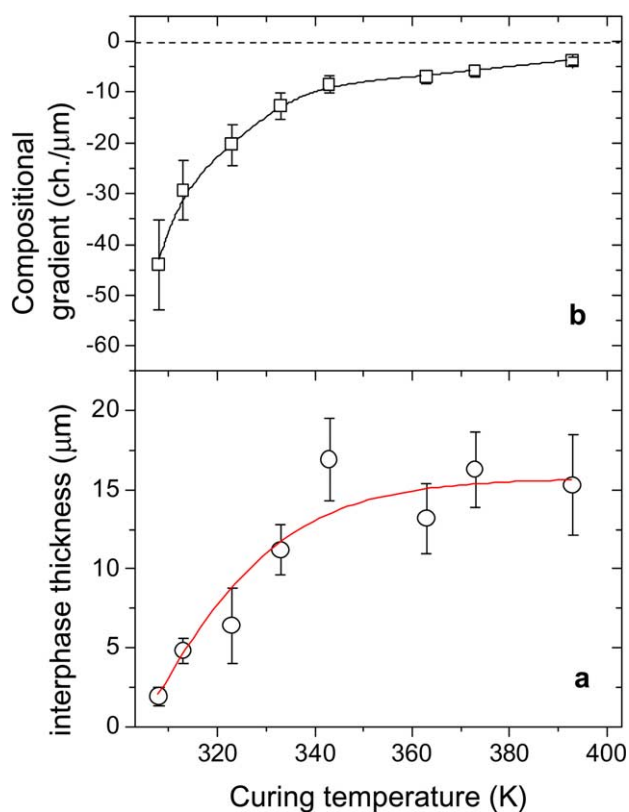 Compositional
gradient (ch./μm)
0
-10
-20
-30
-40
-50
-60
b
interphase thickness (μm)
20
15
10
5
0
a
320
340
360
380
400
Curing temperature (K)